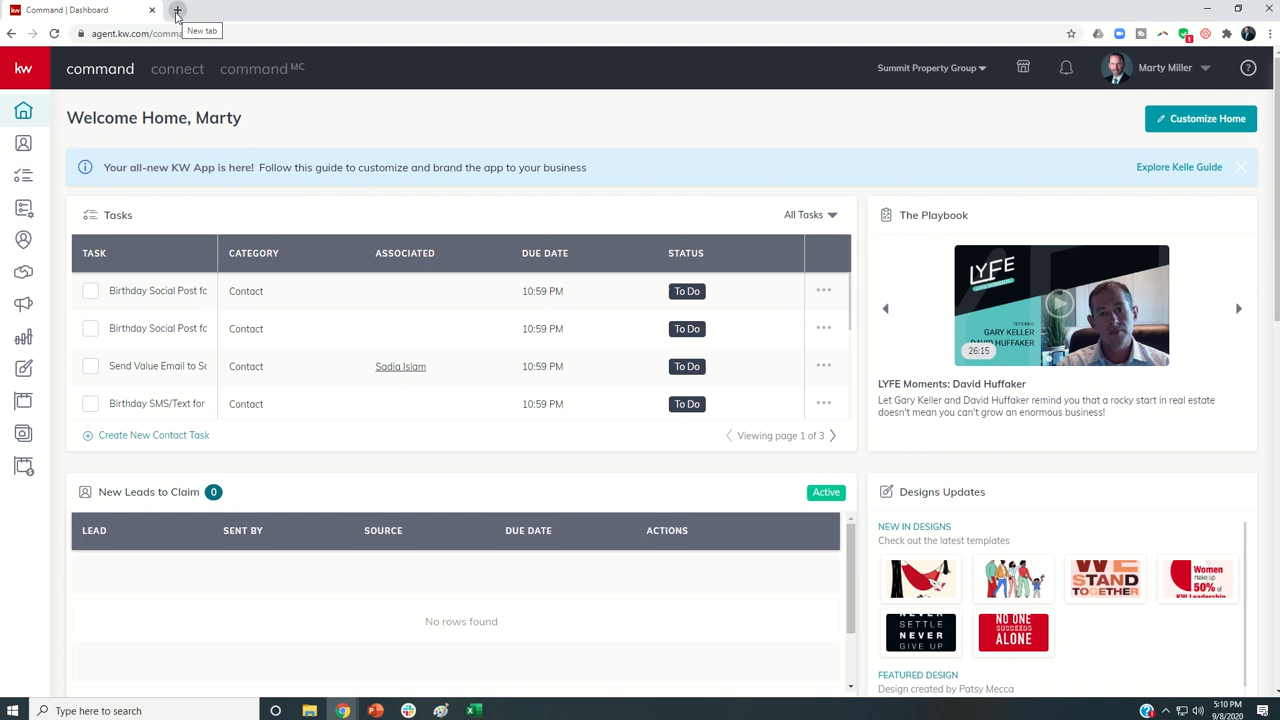 Command | Dashboard
New tab
agent.kw.com/comma
kw
command
connect
command MC
Summit Property Group
Marty Miller
Welcome Home, Marty
Customize Home
Your all-new KW App is here! Follow this guide to customize and brand the app to your business
Explore Kelle Guide
Tasks
All Tasks
TASK CATEGORY ASSOCIATED DUE DATE STATUS
Birthday Social Post fo Contact 10:59 PM To Do
Birthday Social Post fo Contact 10:59 PM To Do
Send Value Email to Sc Contact Sadia Islam 10:59 PM To Do
Birthday SMS/Text for Contact 10:59 PM To Do
Create New Contact Task
Viewing page 1 of 3
The Playbook
LYFE
FEATURING
GARY KELLER
DAVID HUFFAKER
26:15
LYFE Moments: David Huffaker
Let Gary Keller and David Huffaker remind you that a rocky start in real estate
doesn't mean you can't grow an enormous business!
New Leads to Claim 0
Active
LEAD SENT BY SOURCE DUE DATE ACTIONS
No rows found
Designs Updates
NEW IN DESIGNS
Check out the latest templates
WE
STAND
TOGETHER
Women
make up
50%
of KW Leadership
NEVER
SETTLE
NEVER
GIVE UP
NO ONE
SUCCEEDS
ALONE
FEATURED DESIGN
Design created by Patsy Mecca
Type here to search
5:10 PM
9/8/2020